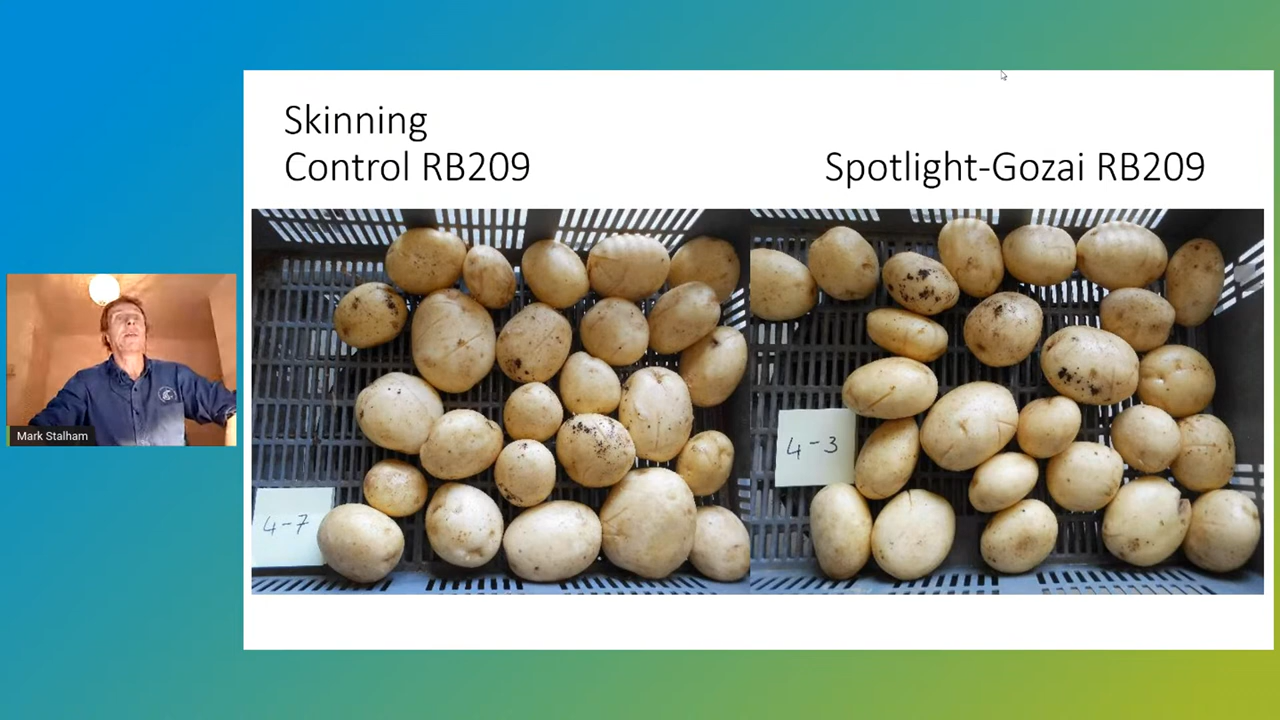 Skinning
Control RB209
Spotlight-Gozai RB209
4-7
4-3
Mark Stalham